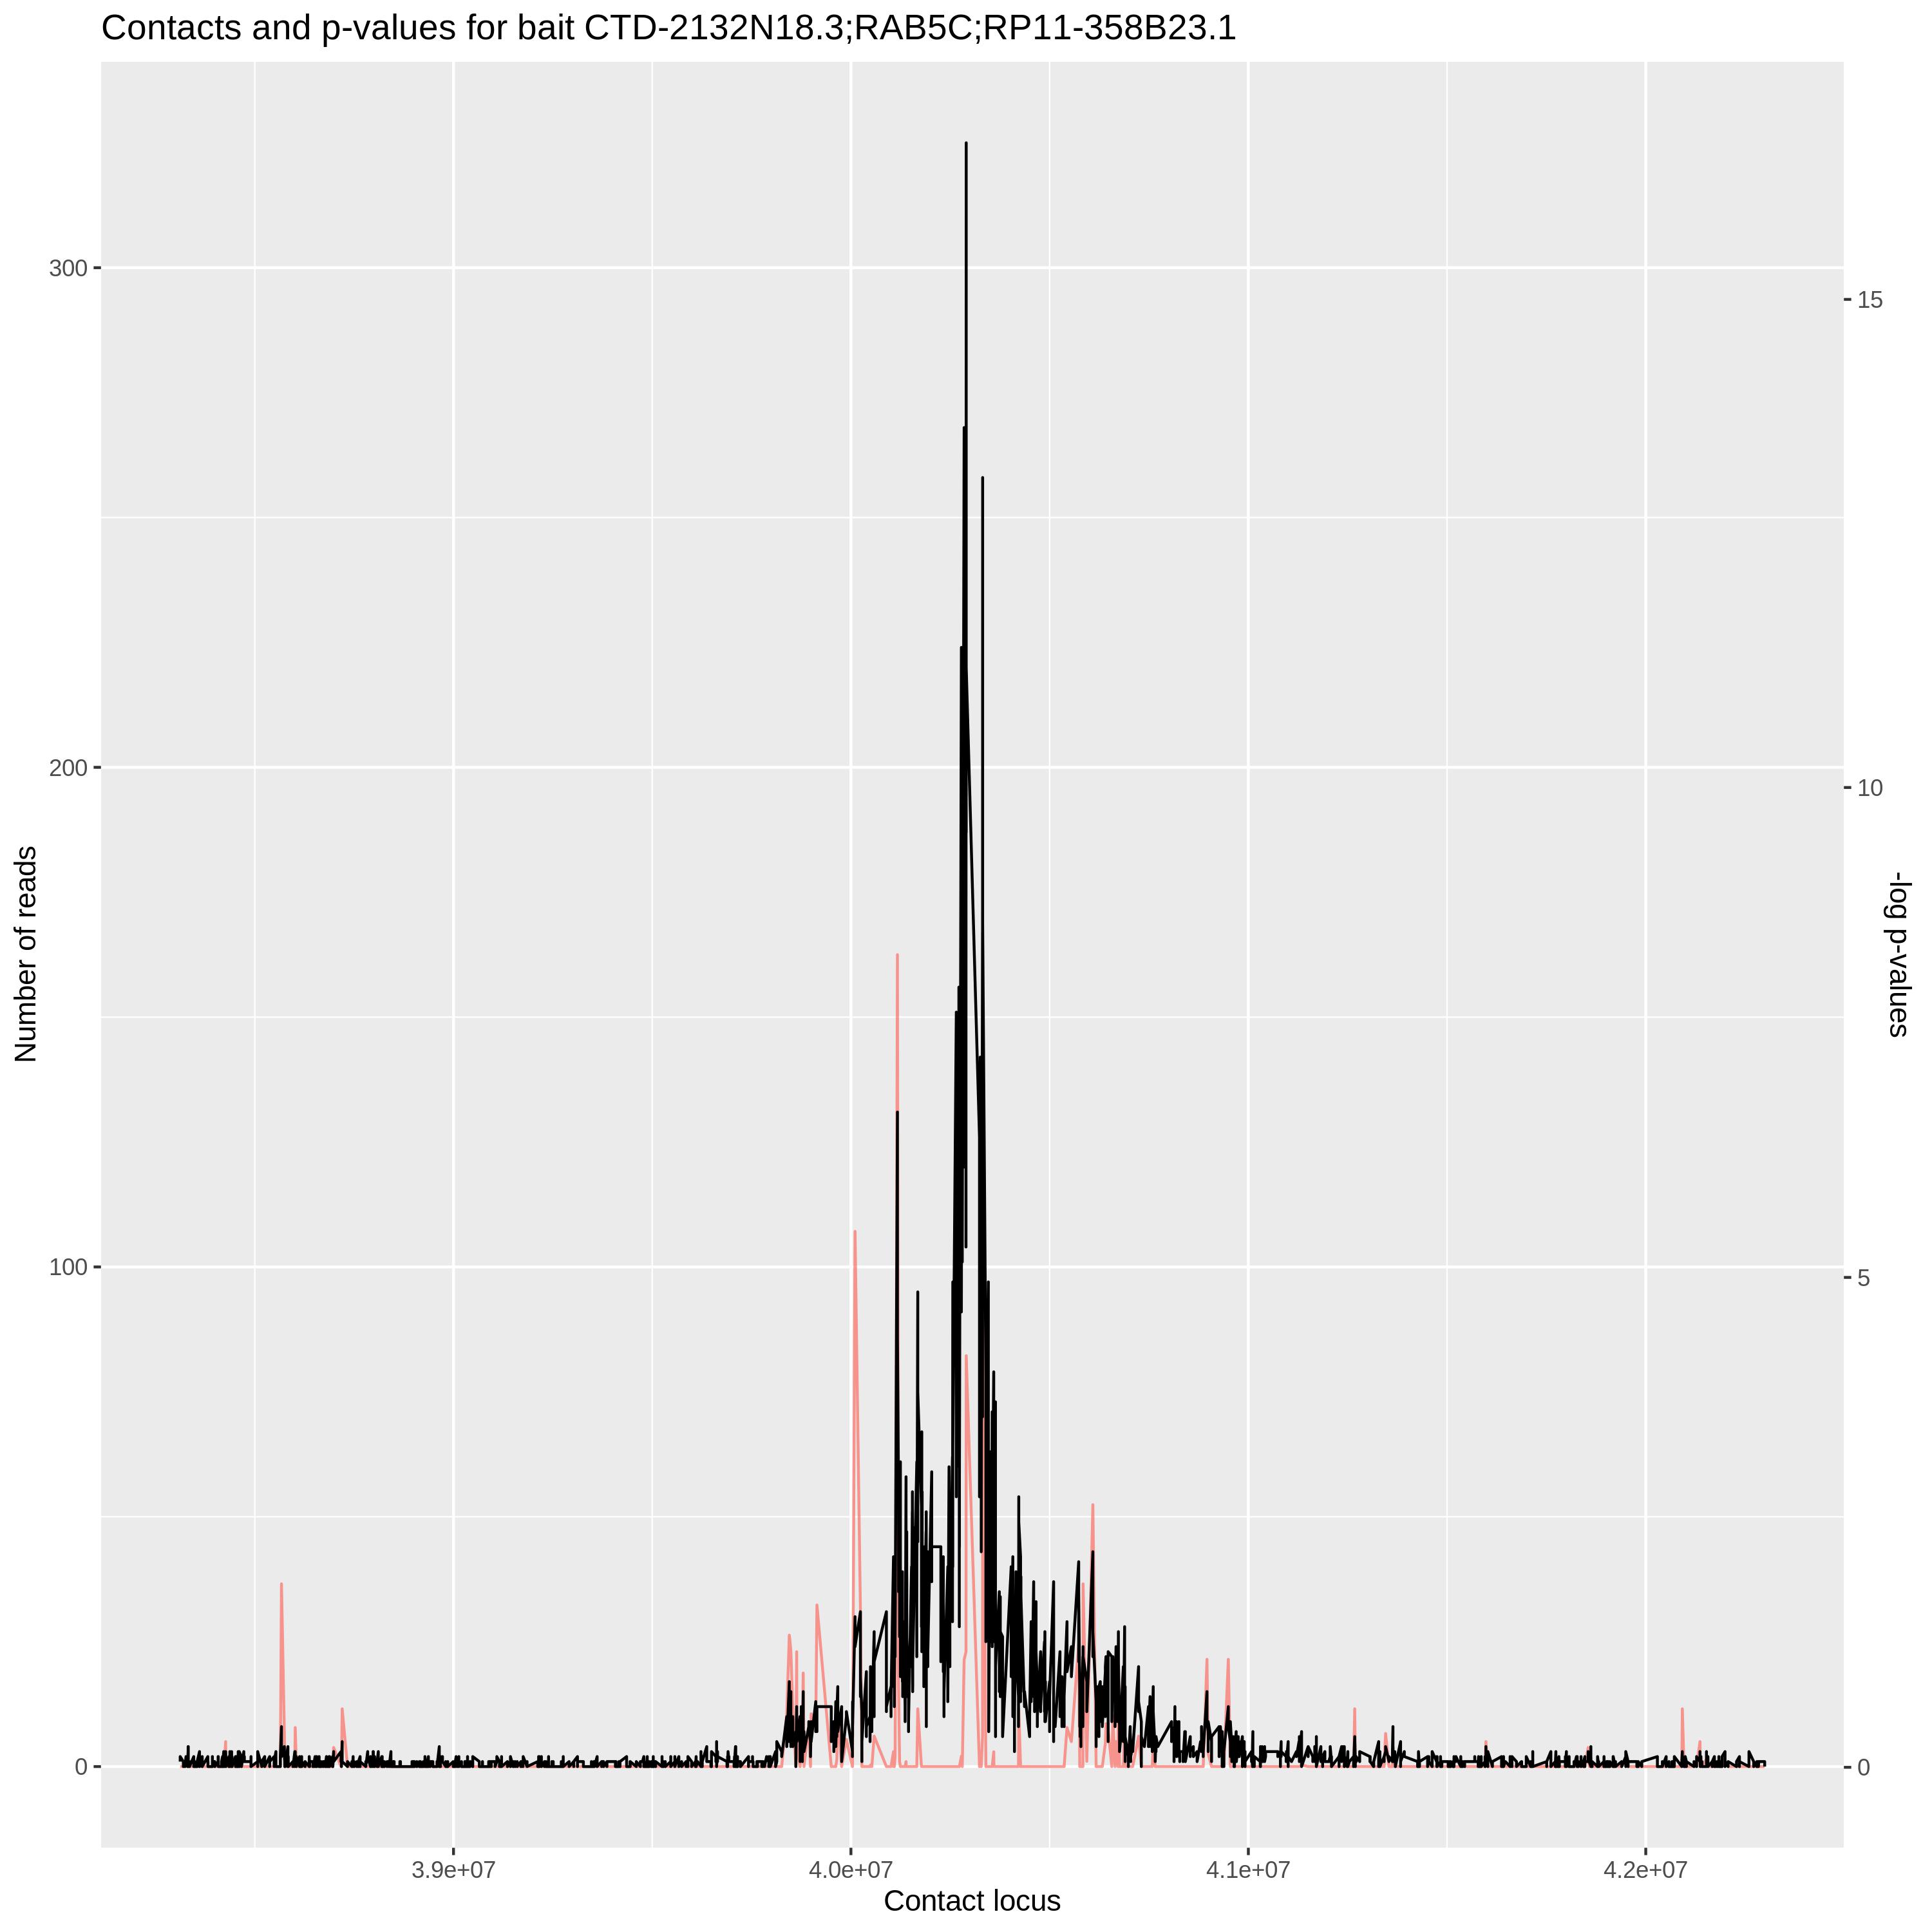 Contacts and p-values for bait CTD-2132N18.3;RAB5C;RP11-358B23.1
300
200
100
0
Number of reads
15
10
5
0
-log p-values
3.9e+07
4.0e+07
4.1e+07
4.2e+07
Contact locus